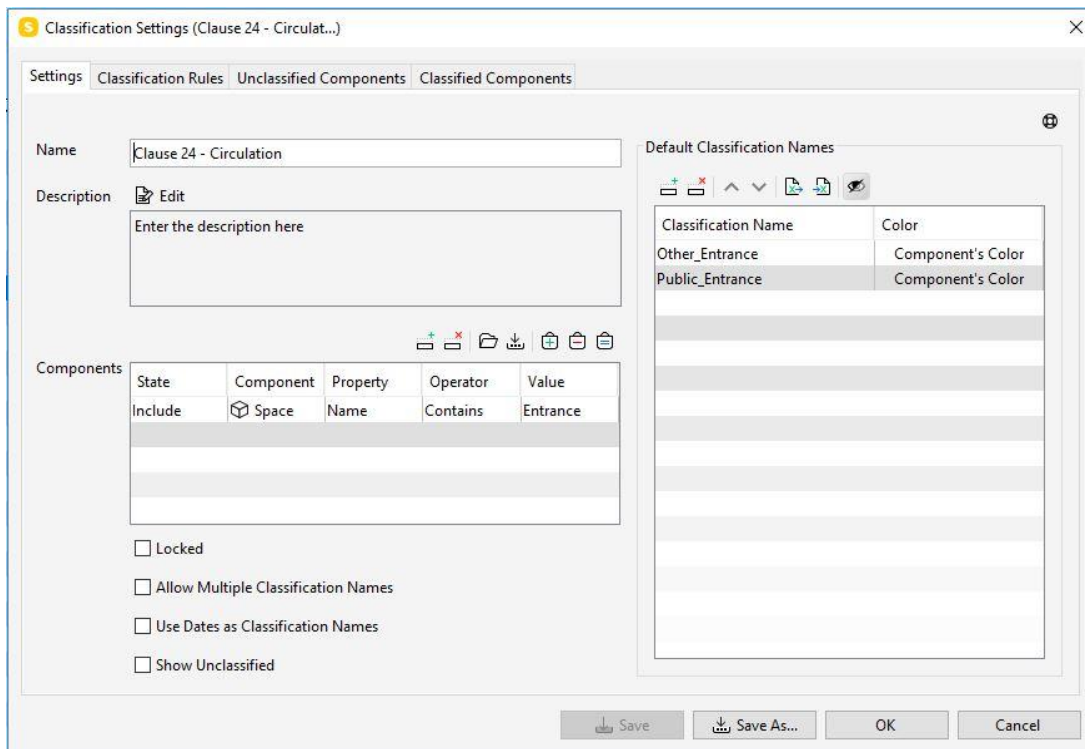 S Classification Settings (Clause 24 - Circulat...)
Settings Classification Rules Unclassified Components Classified Components
Name Clause 24 - Circulation
Description Edit
Enter the description here
Components
State Component Property Operator Value
Include Space Name Contains Entrance
Locked
Allow Multiple Classification Names
Use Dates as Classification Names
Show Unclassified
Default Classification Names
Classification Name Color
Other_Entrance Component's Color
Public_Entrance Component's Color
Save Save As... OK Cancel